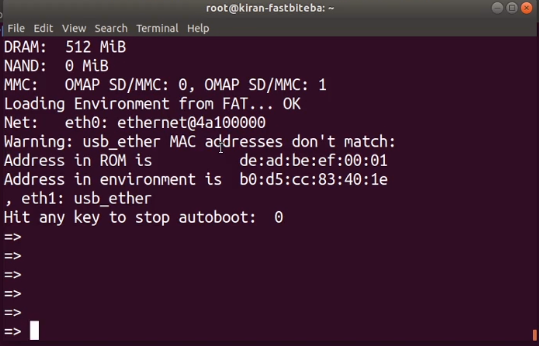 root@kiran-fastbiteba: ~
File Edit View Search Terminal Help
DRAM:  512 MiB
NAND:  0 MiB
MMC:   OMAP SD/MMC: 0, OMAP SD/MMC: 1
Loading Environment from FAT... OK
Net:   eth0: ethernet@4a100000
Warning: usb_ether MAC addresses don't match:
Address in ROM is          de:ad:be:ef:00:01
Address in environment is  b0:d5:cc:83:40:1e
, eth1: usb_ether
Hit any key to stop autoboot:  0
=>
=>
=>
=>
=>
=>